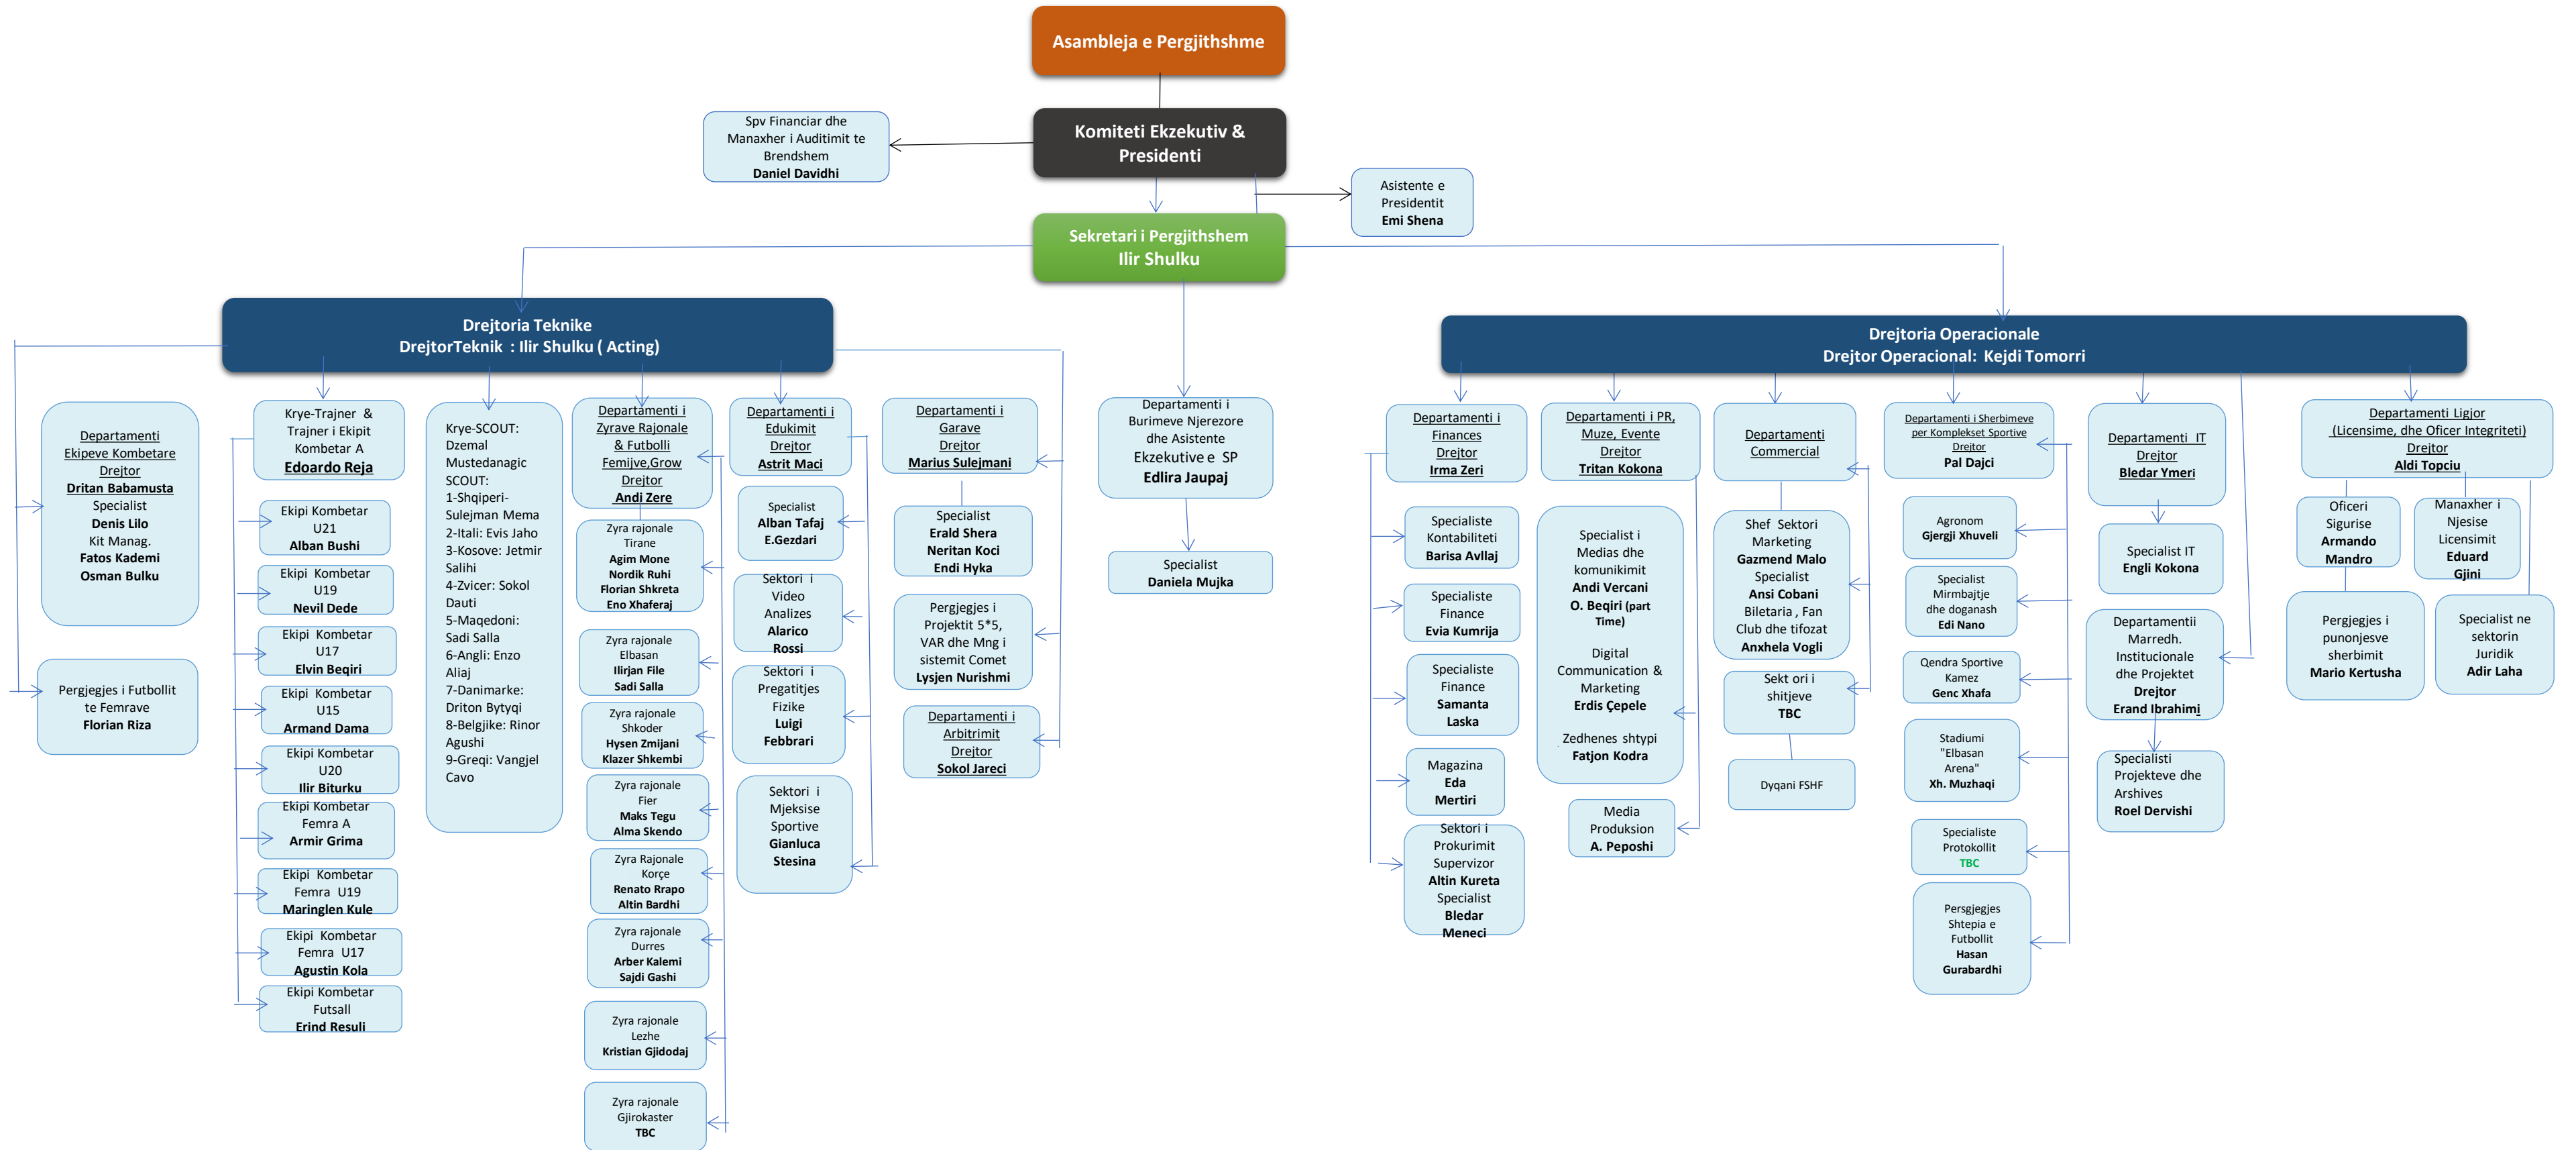 Asambleja e Pergjithshme
Spv Financiar dhe
Manaxher i Auditimit te
Brendshem
Daniel Davidhi
Komiteti Ekzekutiv &
Presidenti
Asistente e
Presidentit
Emi Shena
Sekretari i Pergjithshem
Ilir Shulku
Drejtoria Teknike
DrejtorTeknik : Ilir Shulku ( Acting)
Drejtoria Operacionale
Drejtor Operacional: Kejdi Tomorri
Departamenti
Ekipeve Kombetare
Drejtor
Dritan Babamusta
Specialist
Denis Lilo
Kit Manag.
Fatos Kademi
Osman Bulku
Pergjegjes i Futbollit
te Femrave
Florian Riza
Krye-Trajner &
Trajner i Ekipit
Kombetar A
Edoardo Reja
Ekipi Kombetar
U21
Alban Bushi
Ekipi Kombetar
U19
Nevil Dede
Ekipi Kombetar
U17
Elvin Beqiri
Ekipi Kombetar
U15
Armand Dama
Ekipi Kombetar
U20
Ilir Biturku
Ekipi Kombetar
Femra A
Armir Grima
Ekipi Kombetar
Femra U19
Maringlen Kule
Ekipi Kombetar
Femra U17
Agustin Kola
Ekipi Kombetar
Futsall
Erind Resuli
Krye-SCOUT:
Dzemal
Mustedanagic
SCOUT:
1-Shqiperi-
Sulejman Mema
2-Itali: Evis Jaho
3-Kosove: Jetmir
Salihi
4-Zvicer: Sokol
Dauti
5-Maqedoni:
Sadi Salla
6-Angli: Enzo
Aliaj
7-Danimarke:
Driton Bytyqi
8-Belgjike: Rinor
Agushi
9-Greqi: Vangjel
Cavo
Departamenti i
Zyrave Rajonale
& Futbolli
Femijve,Grow
Drejtor
Andi Zere
Zyra rajonale
Tirane
Agim Mone
Nordik Ruhi
Florian Shkreta
Eno Xhaferaj
Zyra rajonale
Elbasan
Ilirjan File
Sadi Salla
Zyra rajonale
Shkoder
Hysen Zmijani
Klazer Shkembi
Zyra rajonale
Fier
Maks Tegu
Alma Skendo
Zyra Rajonale
Korçe
Renato Rrapo
Altin Bardhi
Zyra rajonale
Durres
Arber Kalemi
Sajdi Gashi
Zyra rajonale
Lezhe
Kristian Gjidodaj
Zyra rajonale
Gjirokaster
TBC
Departamenti i
Edukimit
Drejtor
Astrit Maci
Specialist
Alban Tafaj
E.Gezdari
Sektori i
Video
Analizes
Alarico
Rossi
Sektori i
Pregatitjes
Fizike
Luigi
Febbrari
Sektori i
Mjeksise
Sportive
Gianluca
Stesina
Departamenti i
Garave
Drejtor
Marius Sulejmani
Specialist
Erald Shera
Neritan Koci
Endi Hyka
Pergjegjes i
Projektit 5*5,
VAR dhe Mng i
sistemit Comet
Lysjen Nurishmi
Departamenti i
Arbitrimit
Drejtor
Sokol Jareci
Departamenti i
Burimeve Njerezore
dhe Asistente
Ekzekutive e SP
Edlira Jaupaj
Specialist
Daniela Mujka
Departamenti i
Finances
Drejtor
Irma Zeri
Specialiste
Kontabiliteti
Barisa Avllaj
Specialiste
Finance
Evia Kumrija
Specialiste
Finance
Samanta
Laska
Magazina
Eda
Mertiri
Sektori i
Prokurimit
Supervizor
Altin Kureta
Specialist
Bledar
Meneci
Departamenti i PR,
Muze, Evente
Drejtor
Tritan Kokona
Specialist i
Medias dhe
komunikimit
Andi Vercani
O. Beqiri (part
Time)
Digital
Communication &
Marketing
Erdis Çepele
Zedhenes shtypi
Fatjon Kodra
Media
Produksion
A. Peposhi
Departamenti
Commercial
Shef Sektori
Marketing
Gazmend Malo
Specialist
Ansi Cobani
Biletaria , Fan
Club dhe tifozat
Anxhela Vogli
Sekt ori i
shitjeve
TBC
Dyqani FSHF
Departamenti i Sherbimeve
per Komplekset Sportive
Drejtor
Pal Dajci
Agronom
Gjergji Xhuveli
Specialist
Mirmbajtje
dhe doganash
Edi Nano
Qendra Sportive
Kamez
Genc Xhafa
Stadiumi
"Elbasan
Arena"
Xh. Muzhaqi
Specialiste
Protokollit
TBC
Persgjegjes
Shtepia e
Futbollit
Hasan
Gurabardhi
Departamenti IT
Drejtor
Bledar Ymeri
Specialist IT
Engli Kokona
Departamentii
Marredh.
Institucionale
dhe Projektet
Drejtor
Erand Ibrahimi
Specialisti
Projekteve dhe
Arshives
Roel Dervishi
Departamenti Ligjor
(Licensime, dhe Oficer Integriteti)
Drejtor
Aldi Topciu
Oficeri
Sigurise
Armando
Mandro
Manaxher i
Njesise
Licensimit
Eduard
Gjini
Pergjegjes i
punonjesve
sherbimit
Mario Kertusha
Specialist ne
sektorin
Juridik
Adir Laha